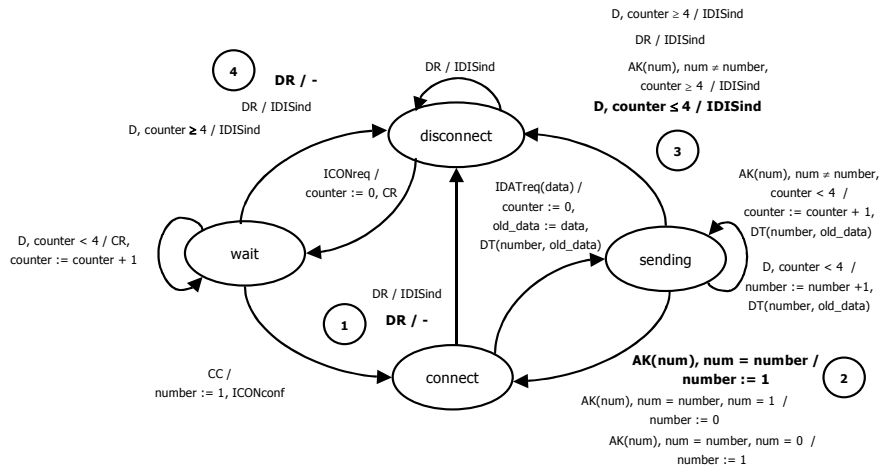 D, counter ≥ 4 / IDISind
DR / IDISind
AK(num), num ≠ number,
counter ≥ 4 / IDISind
D, counter ≤ 4 / IDISind
3
4
DR / -
DR / IDISind
D, counter ≥ 4 / IDISind
DR / IDISind
disconnect
ICONreq /
counter := 0, CR
IDATreq(data) /
counter := 0,
old_data := data,
DT(number, old_data)
AK(num), num ≠ number,
counter < 4 /
counter := counter + 1,
DT(number, old_data)
D, counter < 4 / CR,
counter := counter + 1
wait
sending
D, counter < 4 /
number := number +1,
DT(number, old_data)
DR / IDISind
1
DR / -
CC /
number := 1, ICONconf
connect
AK(num), num = number /
number := 1
2
AK(num), num = number, num = 1 /
number := 0
AK(num), num = number, num = 0 /
number := 1